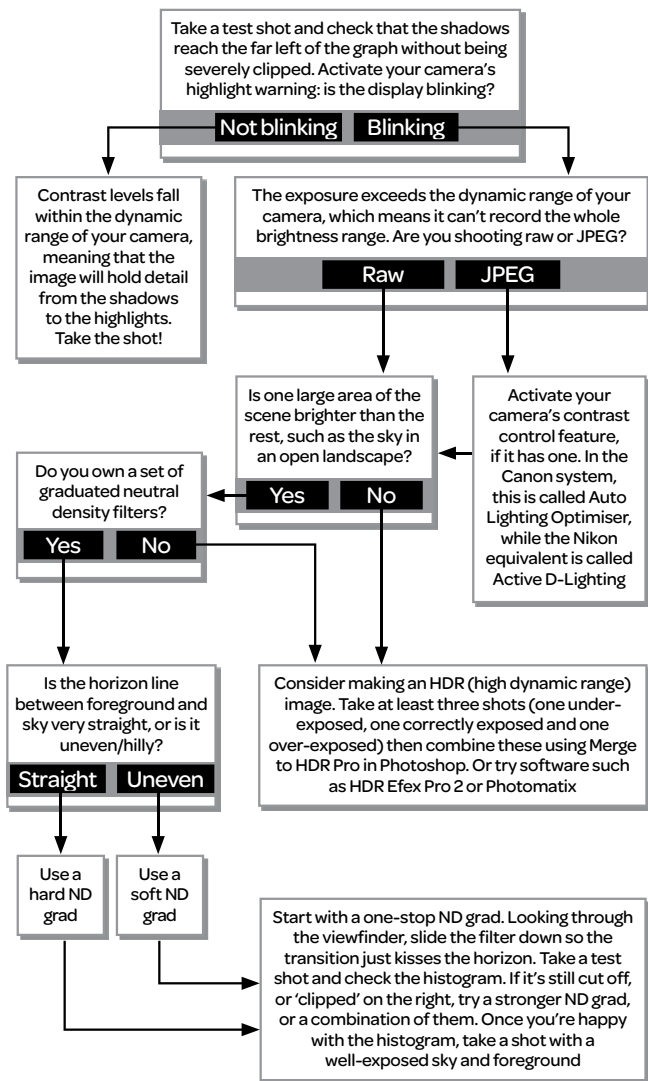 Take a test shot and check that the shadows
reach the far left of the graph without being
severely clipped. Activate your camera's
highlight warning: is the display blinking?
Not blinking
Blinking
Contrast levels fall
within the dynamic
range of your camera,
meaning that the
image will hold detail
from the shadows
to the highlights.
Take the shot!
The exposure exceeds the dynamic range of your
camera, which means it can't record the whole
brightness range. Are you shooting raw or JPEG?
Raw
JPEG
Is one large area of the
scene brighter than the
rest, such as the sky in
an open landscape?
Yes
No
Activate your
camera's contrast
control feature,
if it has one. In the
Canon system,
this is called Auto
Lighting Optimiser,
while the Nikon
equivalent is called
Active D-Lighting
Do you own a set of
graduated neutral
density filters?
Yes
No
Is the horizon line
between foreground and
sky very straight, or is it
uneven/hilly?
Straight
Uneven
Consider making an HDR (high dynamic range)
image. Take at least three shots (one under-
exposed, one correctly exposed and one
over-exposed) then combine these using Merge
to HDR Pro in Photoshop. Or try software such
as HDR Efex Pro 2 or Photomatix
Use a
hard ND
grad
Use a
soft ND
grad
Start with a one-stop ND grad. Looking through
the viewfinder, slide the filter down so the
transition just kisses the horizon. Take a test
shot and check the histogram. If it's still cut off,
or 'clipped' on the right, try a stronger ND grad,
or a combination of them. Once you're happy
with the histogram, take a shot with a
well-exposed sky and foreground